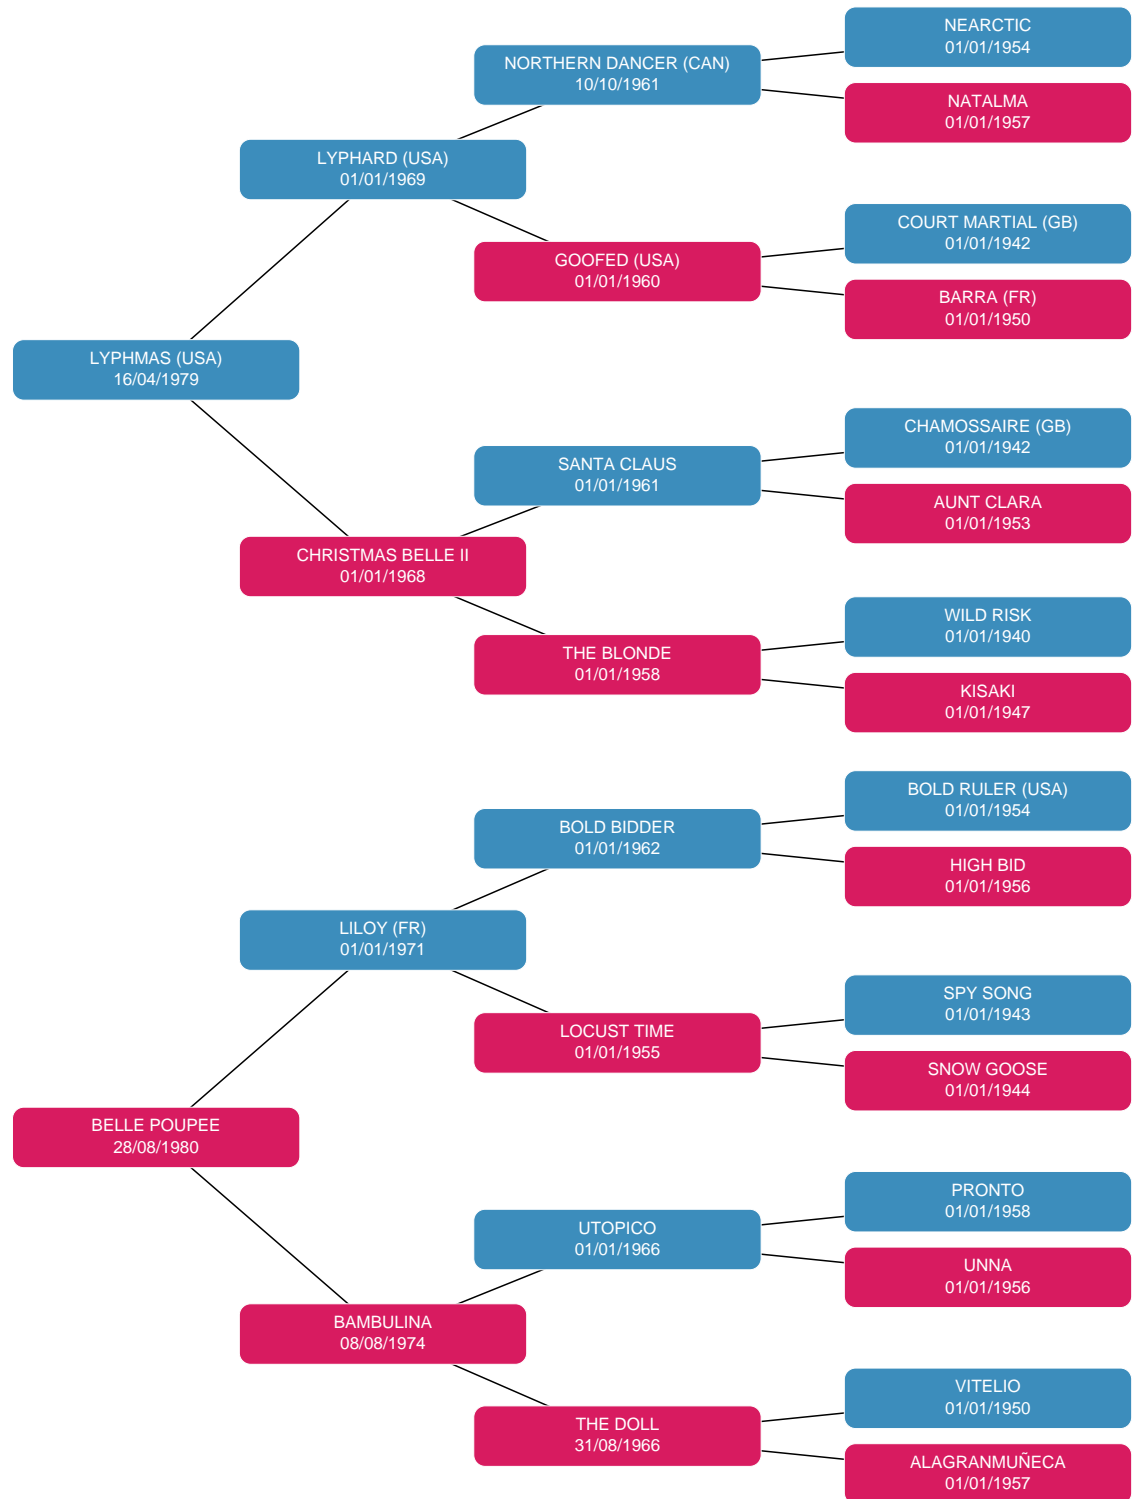 NEARCTIC
01/01/1954
NORTHERN DANCER (CAN)
10/10/1961
NATALMA
01/01/1957
LYPHARD (USA)
01/01/1969
COURT MARTIAL (GB)
01/01/1942
GOOFED (USA)
01/01/1960
BARRA (FR)
01/01/1950
LYPHMAS (USA)
16/04/1979
CHAMOSSAIRE (GB)
01/01/1942
SANTA CLAUS
01/01/1961
AUNT CLARA
01/01/1953
CHRISTMAS BELLE II
01/01/1968
WILD RISK
01/01/1940
THE BLONDE
01/01/1958
KISAKI
01/01/1947
BOLD RULER (USA)
01/01/1954
BOLD BIDDER
01/01/1962
HIGH BID
01/01/1956
LILOY (FR)
01/01/1971
SPY SONG
01/01/1943
LOCUST TIME
01/01/1955
SNOW GOOSE
01/01/1944
BELLE POUPEE
28/08/1980
PRONTO
01/01/1958
UTOPICO
01/01/1966
UNNA
01/01/1956
BAMBULINA
08/08/1974
VITELIO
01/01/1950
THE DOLL
31/08/1966
ALAGRANMUÑECA
01/01/1957